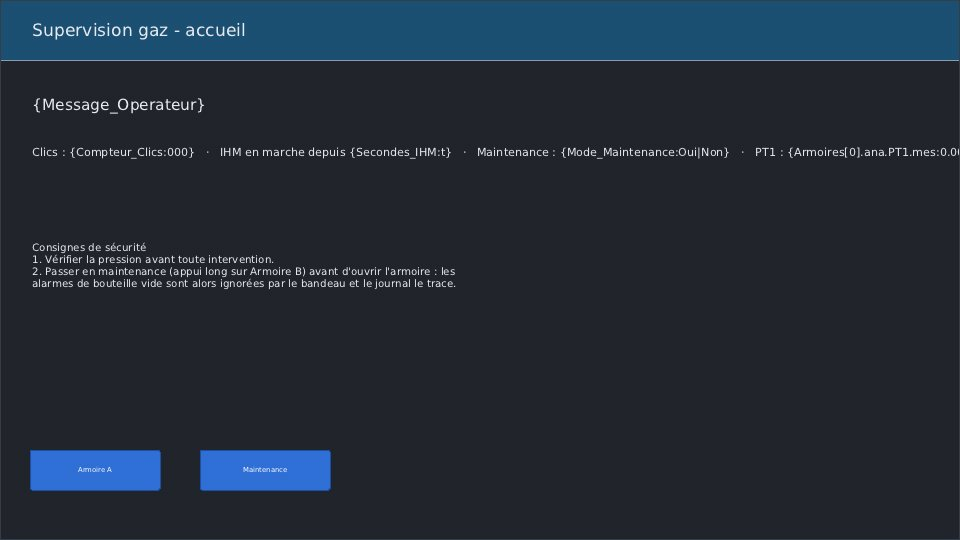 Supervision gaz - accueil
{Message_Operateur}
Clics : {Compteur_Clics:000}   ·   IHM en marche depuis {Secondes_IHM:t}   ·   Maintenance : {Mode_Maintenance:Oui|Non}   ·   PT1 : {Armoires[0].ana.PT1.mes:0.0
Consignes de sécurité
1. Vérifier la pression avant toute intervention.
2. Passer en maintenance (appui long sur Armoire B) avant d'ouvrir l'armoire : les
alarmes de bouteille vide sont alors ignorées par le bandeau et le journal le trace.
Armoire A
Maintenance